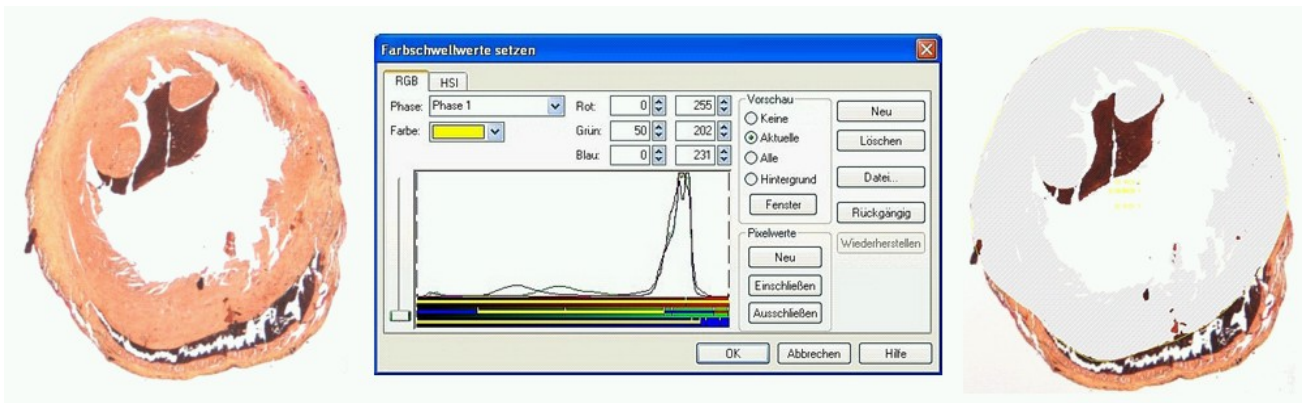 Farbschwellwerte setzen
RGB HSI
Phase: Phase 1 Rot: 0 255 Vorschau Neu
Keine
Farbe: Grün: 50 202 Aktuelle Löschen
Blau: 0 231 Alle
Hintergrund Datei...
Fenster Rückgängig
Pixelwerte Wiederherstellen
Neu
Einschließen
Ausschließen
OK Abbrechen Hilfe